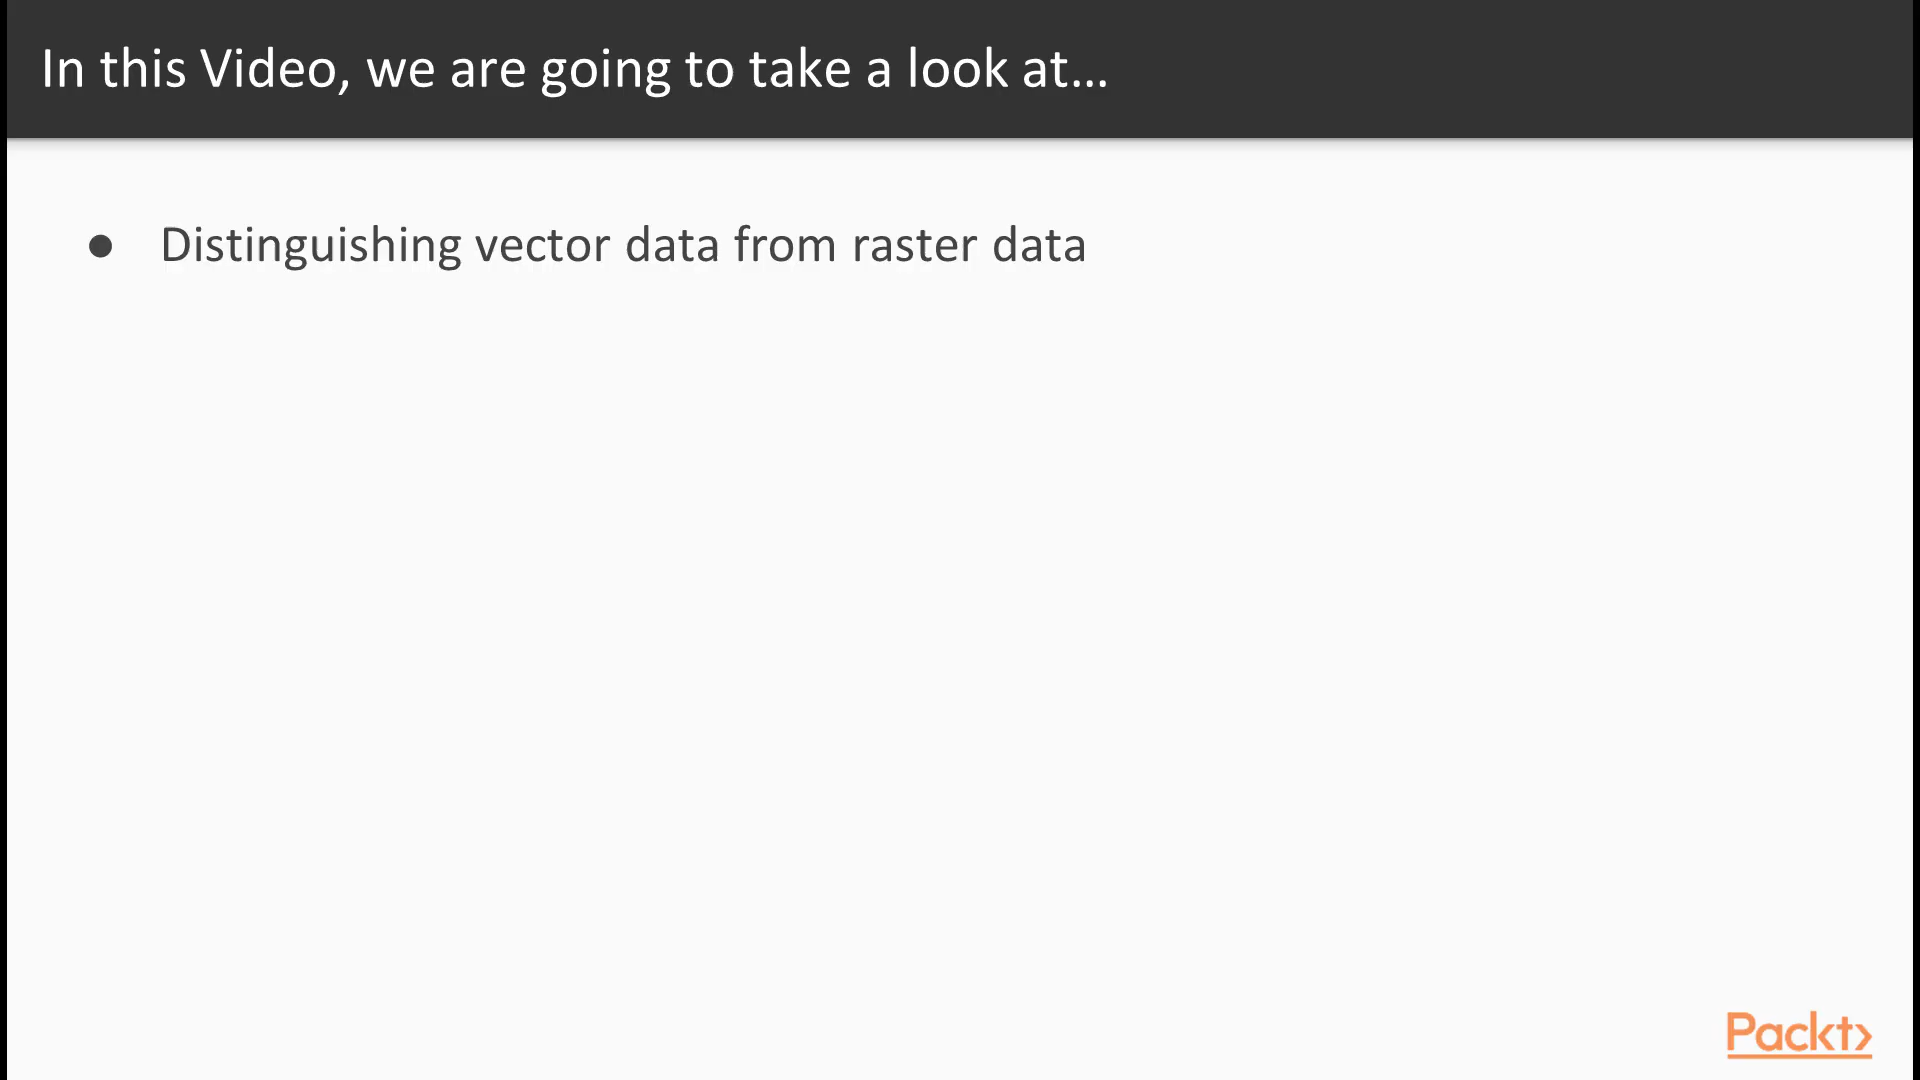 In this Video, we are going to take a look at...
● Distinguishing vector data from raster data
Packt>